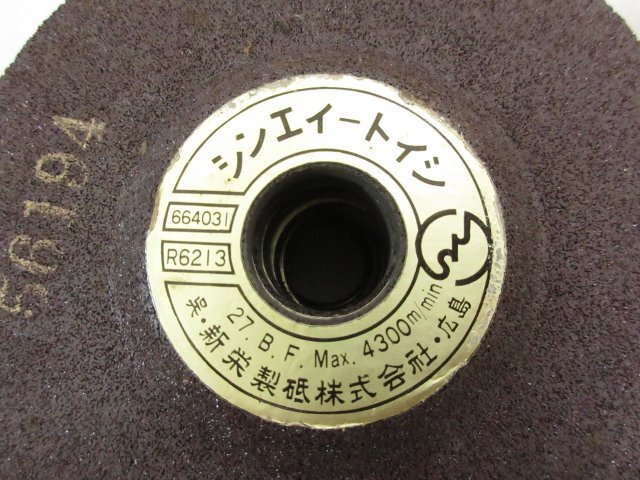 シンエイートイシ
664031
R6213
27. B. F. Max. 4300m/min
呉・新栄製砥株式会社・広島
56194